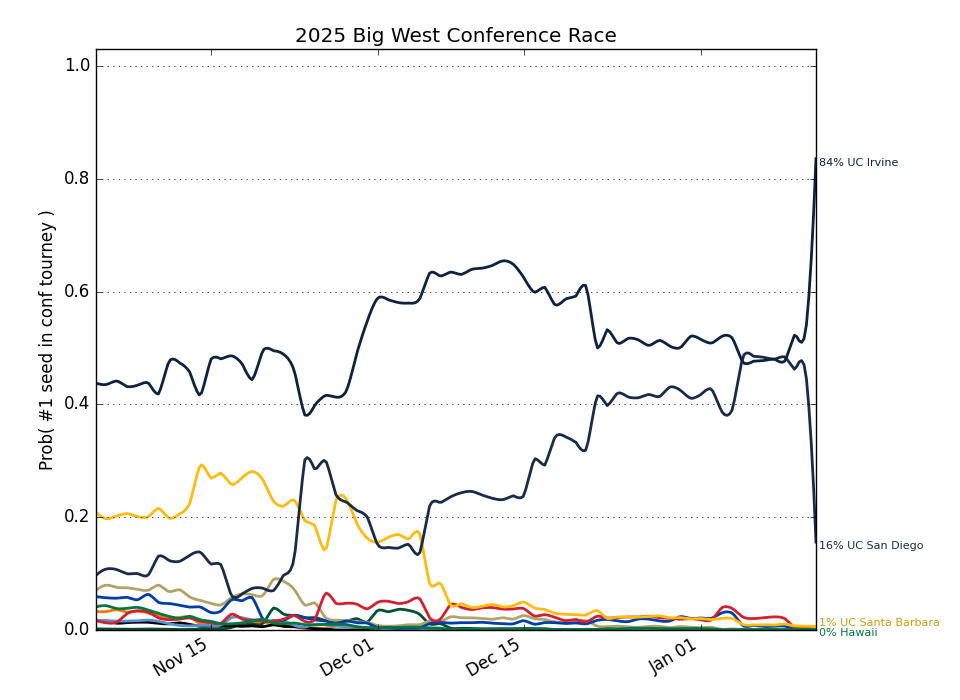 2025 Big West Conference Race
Prob( #1 seed in conf tourney )
1.0
0.8
0.6
0.4
0.2
0.0
Nov 15
Dec 01
Dec 15
Jan 01
84% UC Irvine
16% UC San Diego
1% UC Santa Barbara
0% Hawaii